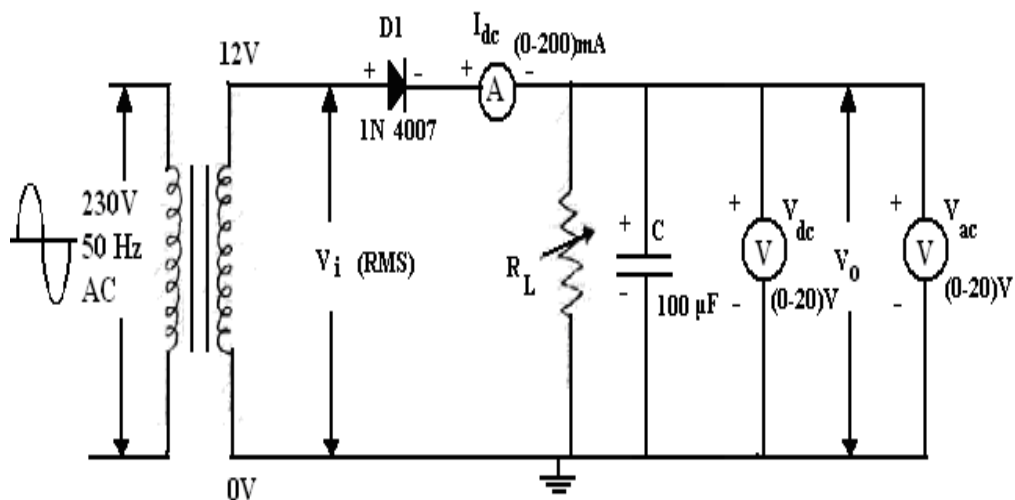 12V
D1
+ -
1N 4007
I dc
(0-200)mA
+ -
A
230V
50 Hz
AC
V i (RMS)
R L
+
C
-
100 µF
+
V dc
V
-
(0-20)V
V o
+
V ac
V
-
(0-20)V
0V